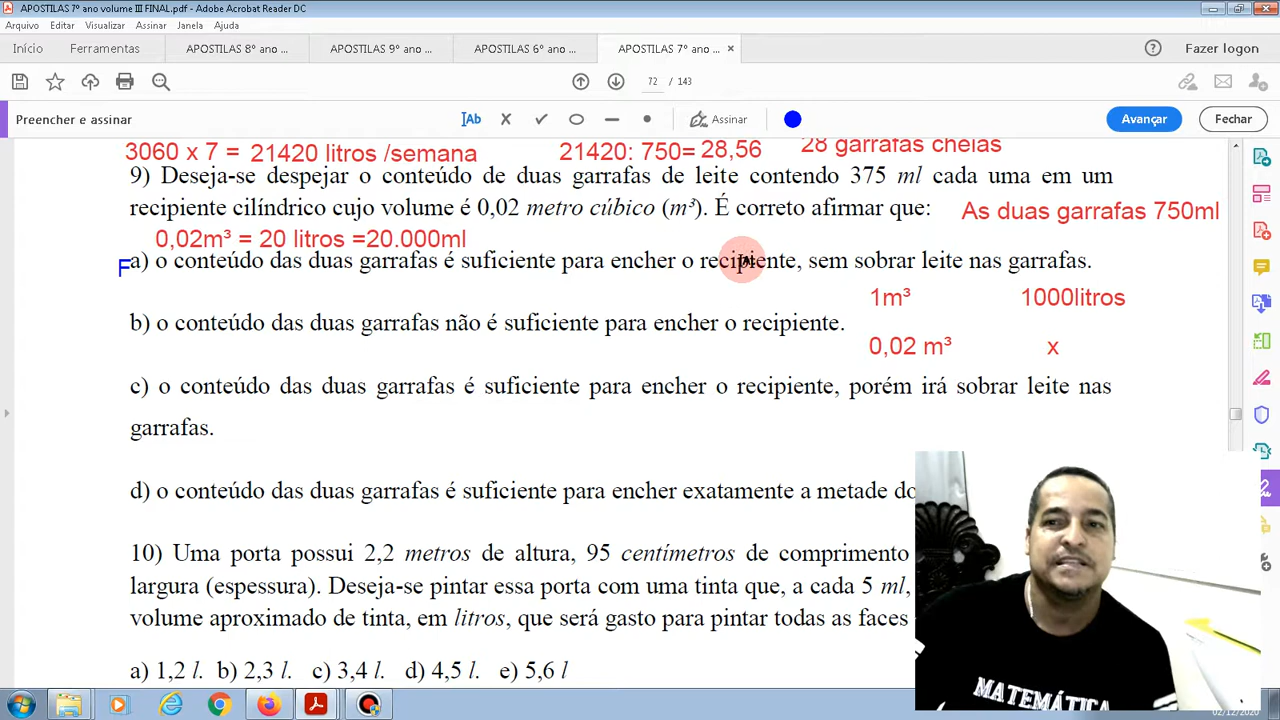 APOSTILAS 7º ano volume III FINAL.pdf - Adobe Acrobat Reader DC
Arquivo Editar Visualizar Assinar Janela Ajuda
Início Ferramentas APOSTILAS 8º ano ... APOSTILAS 9º ano ... APOSTILAS 6º ano ... APOSTILAS 7º ano ... × ? Fazer logon
72 / 143
Preencher e assinar IAb Assinar Avançar Fechar
3060 x 7 = 21420 litros /semana 21420: 750= 28,56 28 garrafas cheias
9) Deseja-se despejar o conteúdo de duas garrafas de leite contendo 375 ml cada uma em um
recipiente cilíndrico cujo volume é 0,02 metro cúbico (m³). É correto afirmar que: As duas garrafas 750ml
0,02m³ = 20 litros =20.000ml
F a) o conteúdo das duas garrafas é suficiente para encher o recipiente, sem sobrar leite nas garrafas.
1m³ 1000litros
b) o conteúdo das duas garrafas não é suficiente para encher o recipiente.
0,02 m³ x
c) o conteúdo das duas garrafas é suficiente para encher o recipiente, porém irá sobrar leite nas
garrafas.
d) o conteúdo das duas garrafas é suficiente para encher exatamente a metade do
10) Uma porta possui 2,2 metros de altura, 95 centímetros de comprimento
largura (espessura). Deseja-se pintar essa porta com uma tinta que, a cada 5 ml,
volume aproximado de tinta, em litros, que será gasto para pintar todas as faces
a) 1,2 l. b) 2,3 l. c) 3,4 l. d) 4,5 l. e) 5,6 l
MATEMÁTICA
02/12/2020